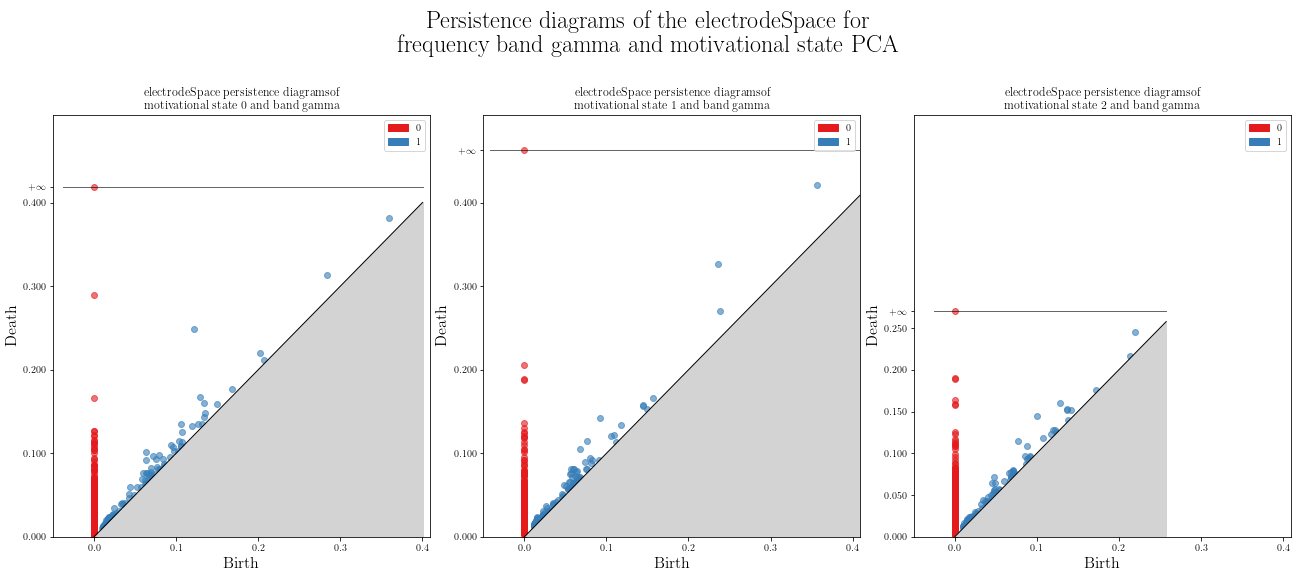 Persistence diagrams of the electrodeSpace for
frequency band gamma and motivational state PCA
electrodeSpace persistence diagramsof
motivational state 0 and band gamma
0
1
+∞
0.400
0.300
0.200
0.100
0.000
Death
0.0 0.1 0.2 0.3 0.4
Birth
electrodeSpace persistence diagramsof
motivational state 1 and band gamma
0
1
+∞
0.400
0.300
0.200
0.100
0.000
Death
0.0 0.1 0.2 0.3 0.4
Birth
electrodeSpace persistence diagramsof
motivational state 2 and band gamma
0
1
+∞
0.250
0.200
0.150
0.100
0.050
0.000
Death
0.0 0.1 0.2 0.3 0.4
Birth